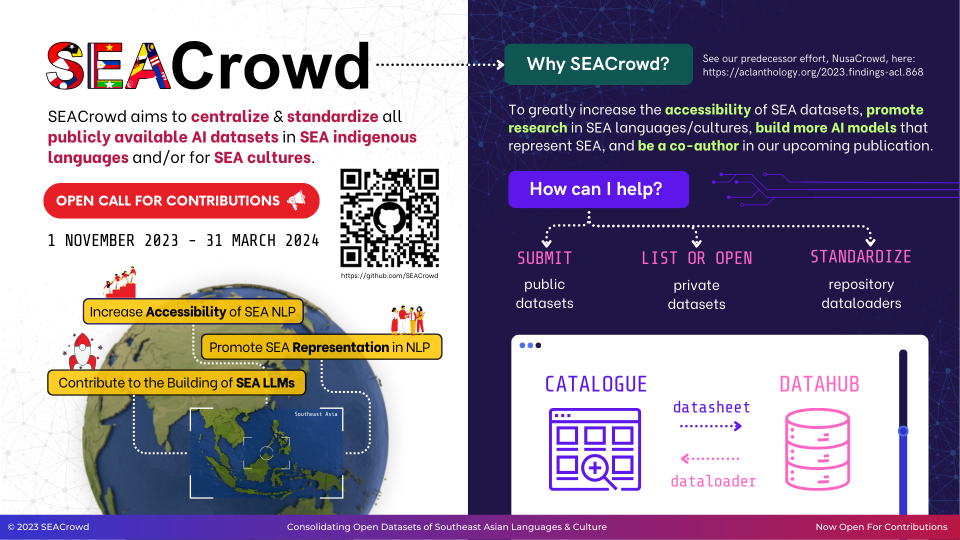 SEACrowd
SEACrowd aims to centralize & standardize all
publicly available AI datasets in SEA indigenous
languages and/or for SEA cultures.
OPEN CALL FOR CONTRIBUTIONS
1 NOVEMBER 2023 - 31 MARCH 2024
https://github.com/SEACrowd
Increase Accessibility of SEA NLP
Promote SEA Representation in NLP
Contribute to the Building of SEA LLMs
Southeast Asia
Why SEACrowd?
See our predecessor effort, NusaCrowd, here:
https://aclanthology.org/2023.findings-acl.868
To greatly increase the accessibility of SEA datasets, promote
research in SEA languages/cultures, build more AI models that
represent SEA, and be a co-author in our upcoming publication.
How can I help?
SUBMIT
public
datasets
LIST OR OPEN
private
datasets
STANDARDIZE
repository
dataloaders
CATALOGUE
datasheet
dataloader
DATAHUB
© 2023 SEACrowd
Consolidating Open Datasets of Southeast Asian Languages & Culture
Now Open For Contributions